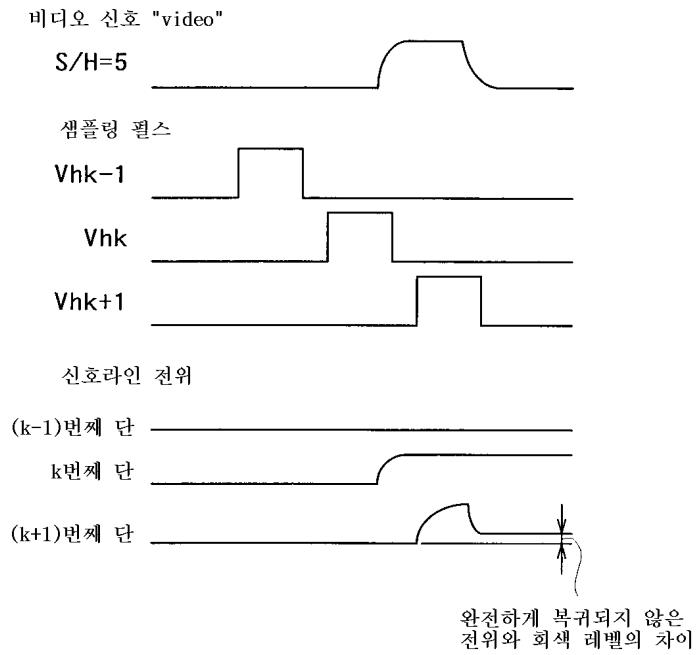 비디오 신호 "video"
S/H=5
샘플링 펄스
Vhk-1
Vhk
Vhk+1
신호라인 전위
(k-1)번째 단
k번째 단
(k+1)번째 단
완전하게 복귀되지 않은
전위와 회색 레벨의 차이